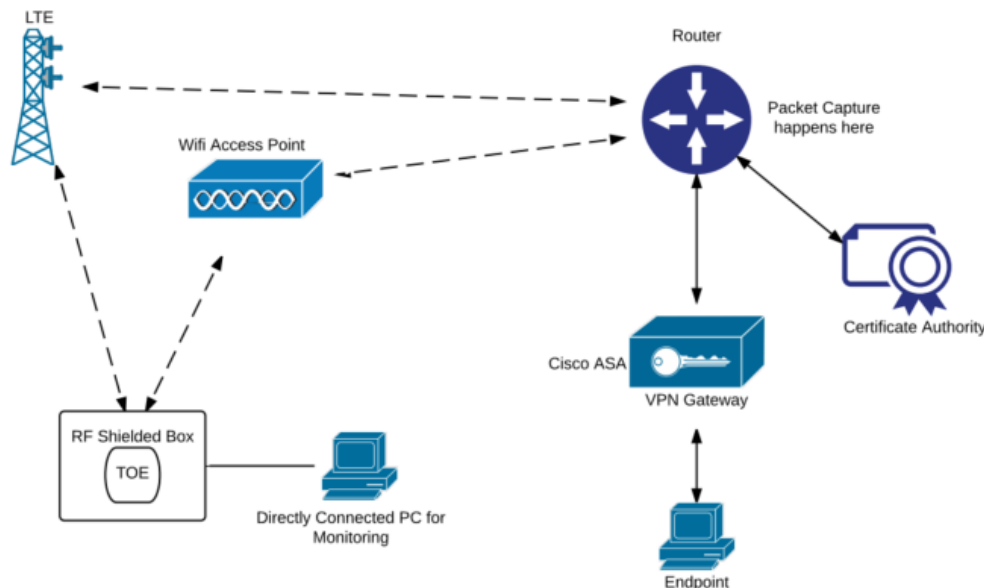 LTE
Router
Packet Capture
happens here
Wifi Access Point
Certificate Authority
Cisco ASA
VPN Gateway
RF Shielded Box
TOE
Directly Connected PC for
Monitoring
Endpoint